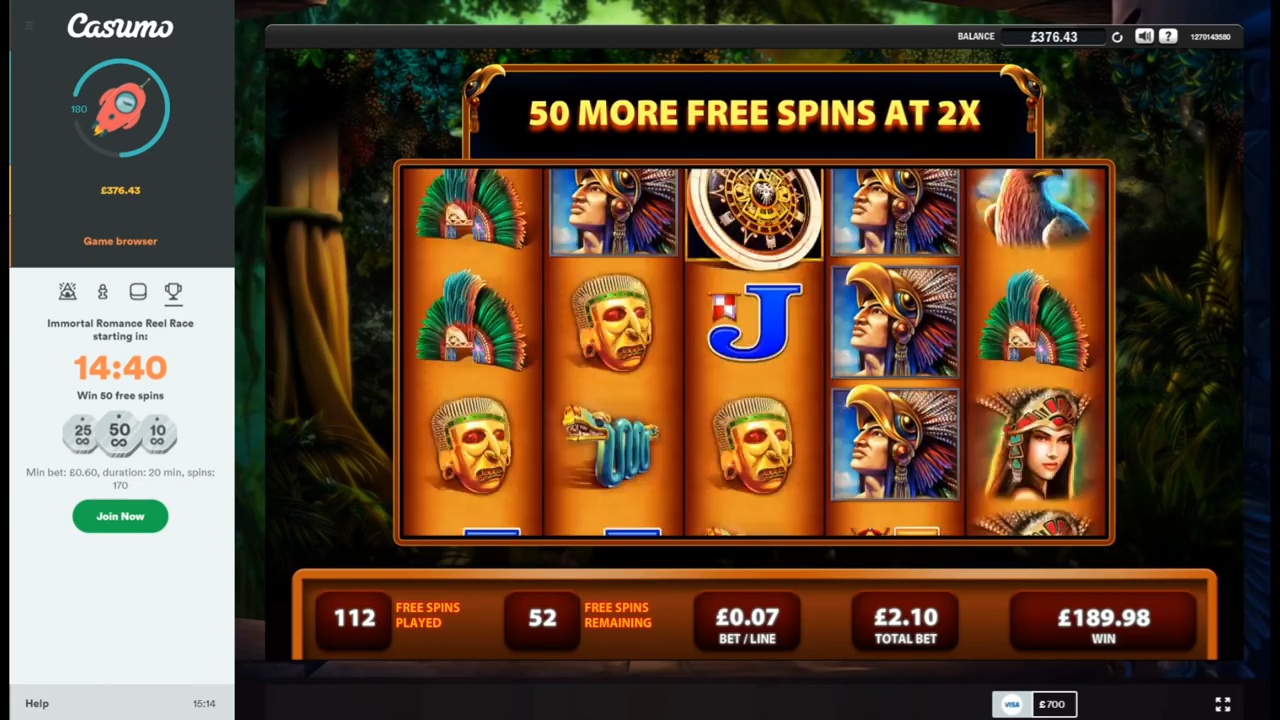 Casumo
180
£376.43
Game browser
Immortal Romance Reel Race
starting in:
14:40
Win 50 free spins
25 50 10
Min bet: £0.60, duration: 20 min, spins:
170
Join Now
Help 15:14
BALANCE £376.43 ? 1270143580
50 MORE FREE SPINS AT 2X
J
112 FREE SPINS PLAYED
52 FREE SPINS REMAINING
£0.07
BET / LINE
£2.10
TOTAL BET
£189.98
WIN
VISA £700